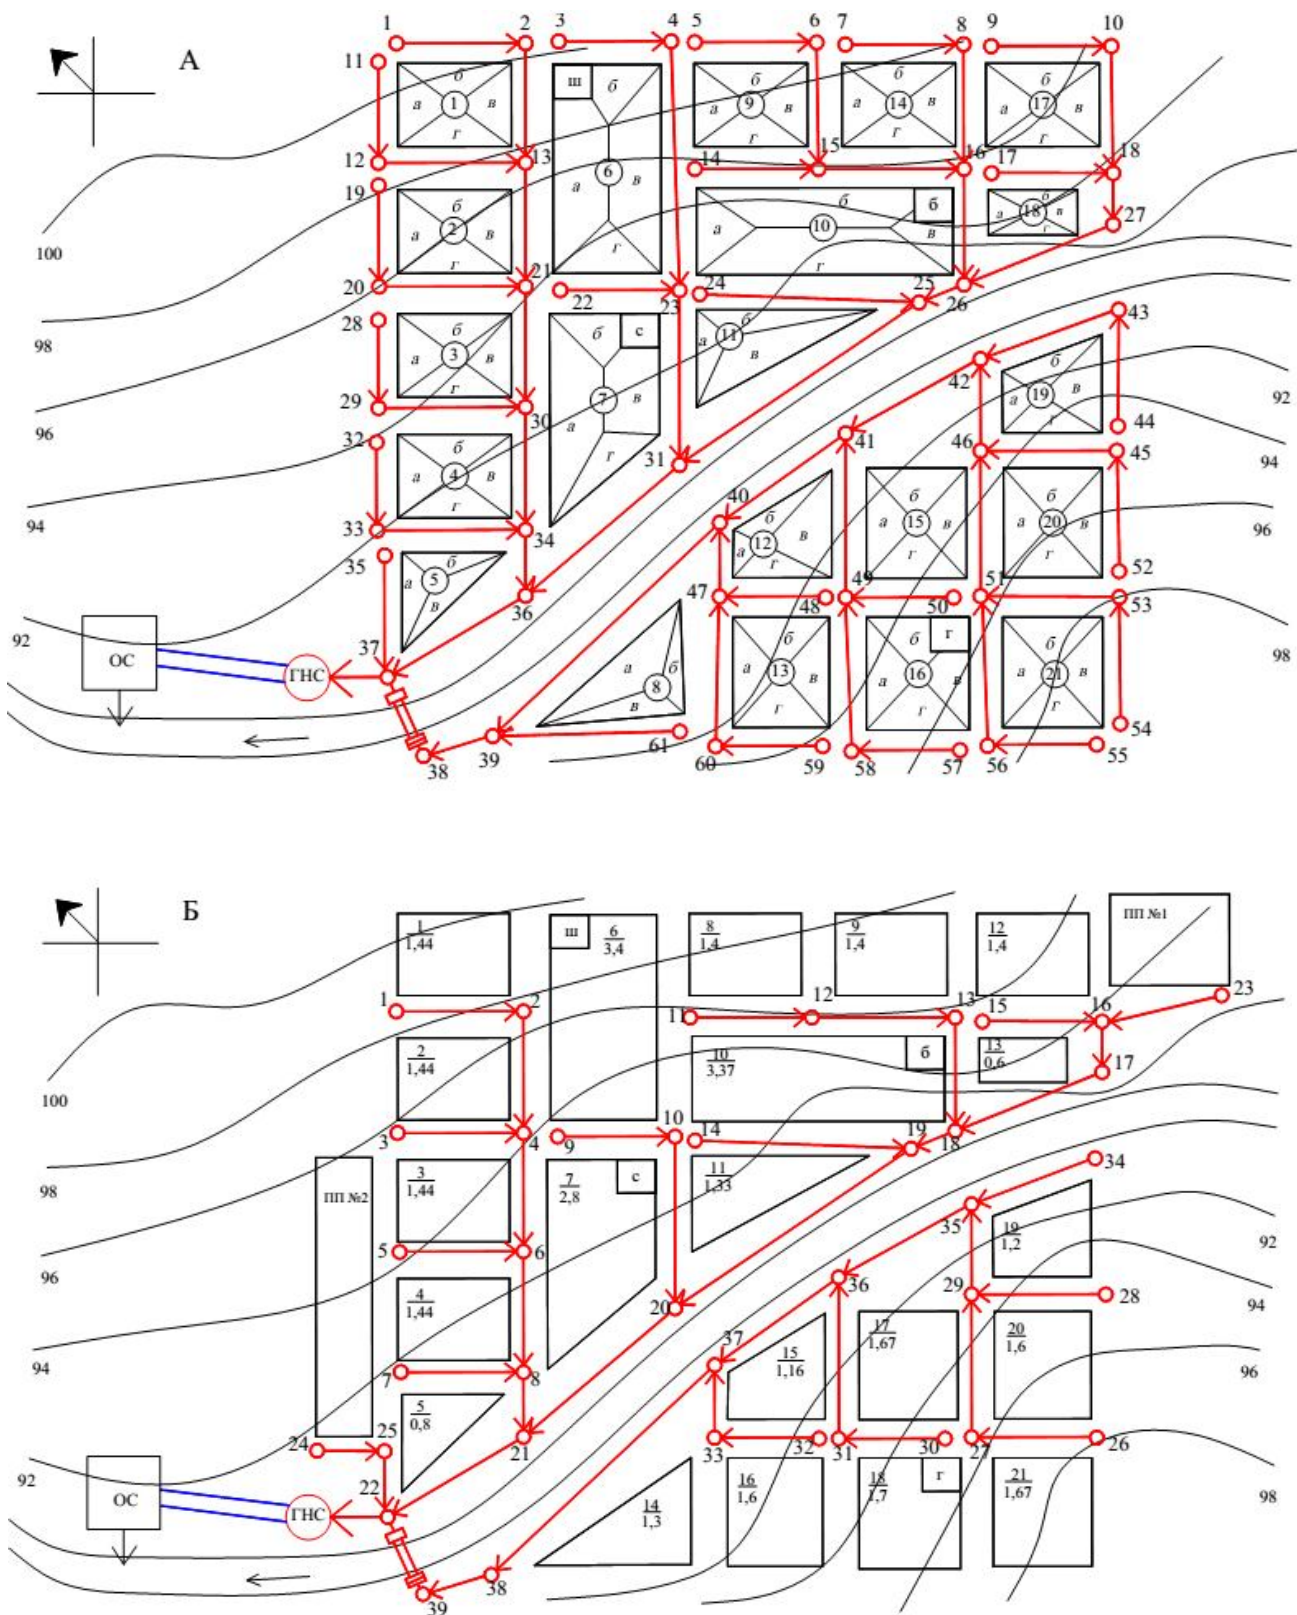 1 2 3 4 5 6 7 8 9 10
А
11
ш б
б б б б
а 1 в
а 9 в
а 14 в
а 17 в
г г г г
12 13 14 15 16 17 18
6
а в
г
19
б б б б
а 2 в
а 10 в
а 18 в
г г г
27
100
20 21 22 23 24 25 26
28
98
б б с б
а 3 в
а 11 в
г
43
42
б
а 19 в
г
44
92
29 30
7
а в
г
96
32
31
41
46 45
94
б
а 4 в
г
40
б б б
а 12 в
а 15 в
а 20 в
г г г
94
96
33 34
35
б
а 5
в
36
52
47 48 49 50 51 53
92
ОС
37
ГНС
98
а 8 б
в
б б г б
а 13 в
а 16 в
а 21 в
г г г
54
38 39 61 60 59 58 57 56 55
Б
ПП №1
1
1,44
ш
6
3,4
8
1,4
9
1,4
12
1,4
1 2 11 12 13 15 16 23
2
1,44
10
3,37
б
13
0,6
17
100
3 4 9 10 14 19 18
ПП №2
3
1,44
7
2,8
с
11
1,33
34
98
35
19
1,2
92
5 6
96
20
36
29 28
94
4
1,44
37
15
1,16
17
1,67
20
1,6
96
94
7 8
5
0,8
24 25 21
33 32 31 30 27 26
92
ОС
22
ГНС
14
1,3
16
1,6
18
1,7
г
21
1,67
98
38
39